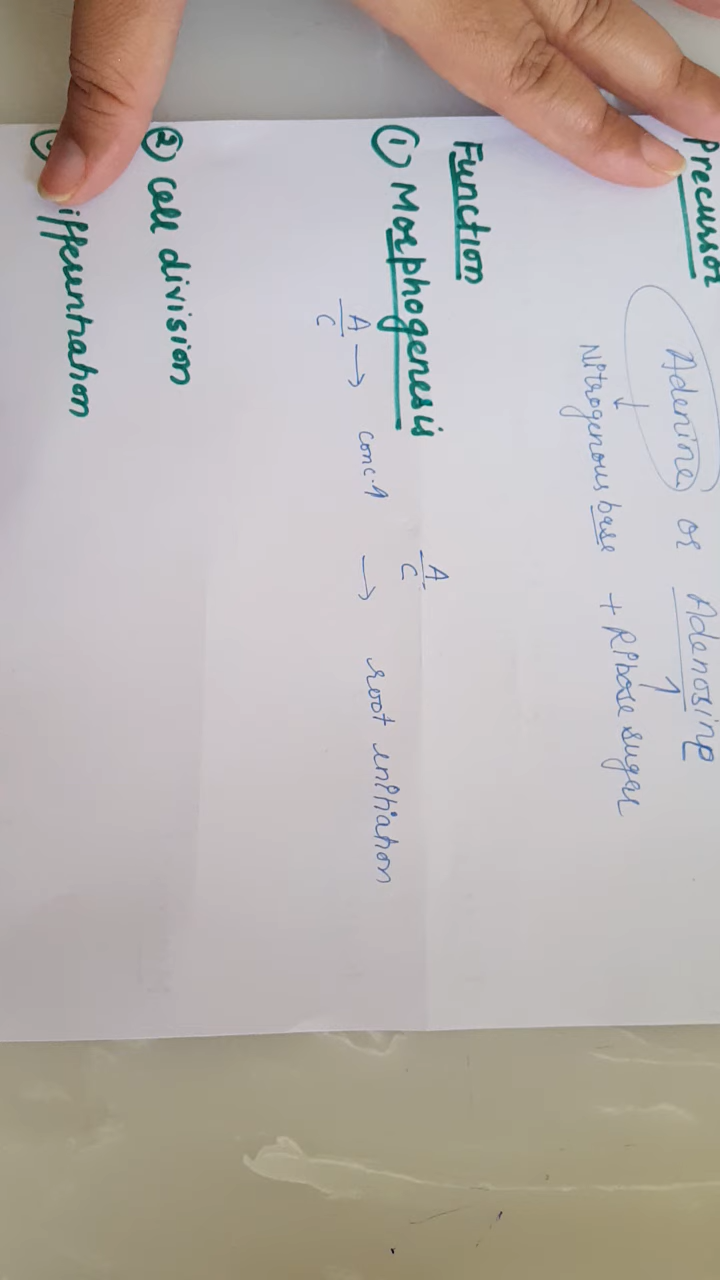 Precursor
Adenine or Adenosine
↓
Nitrogenous base + Ribose sugar
Function
① Morphogenesis
A/C
A/C → conc.↑ → root initiation
② cell division
ifferentiation